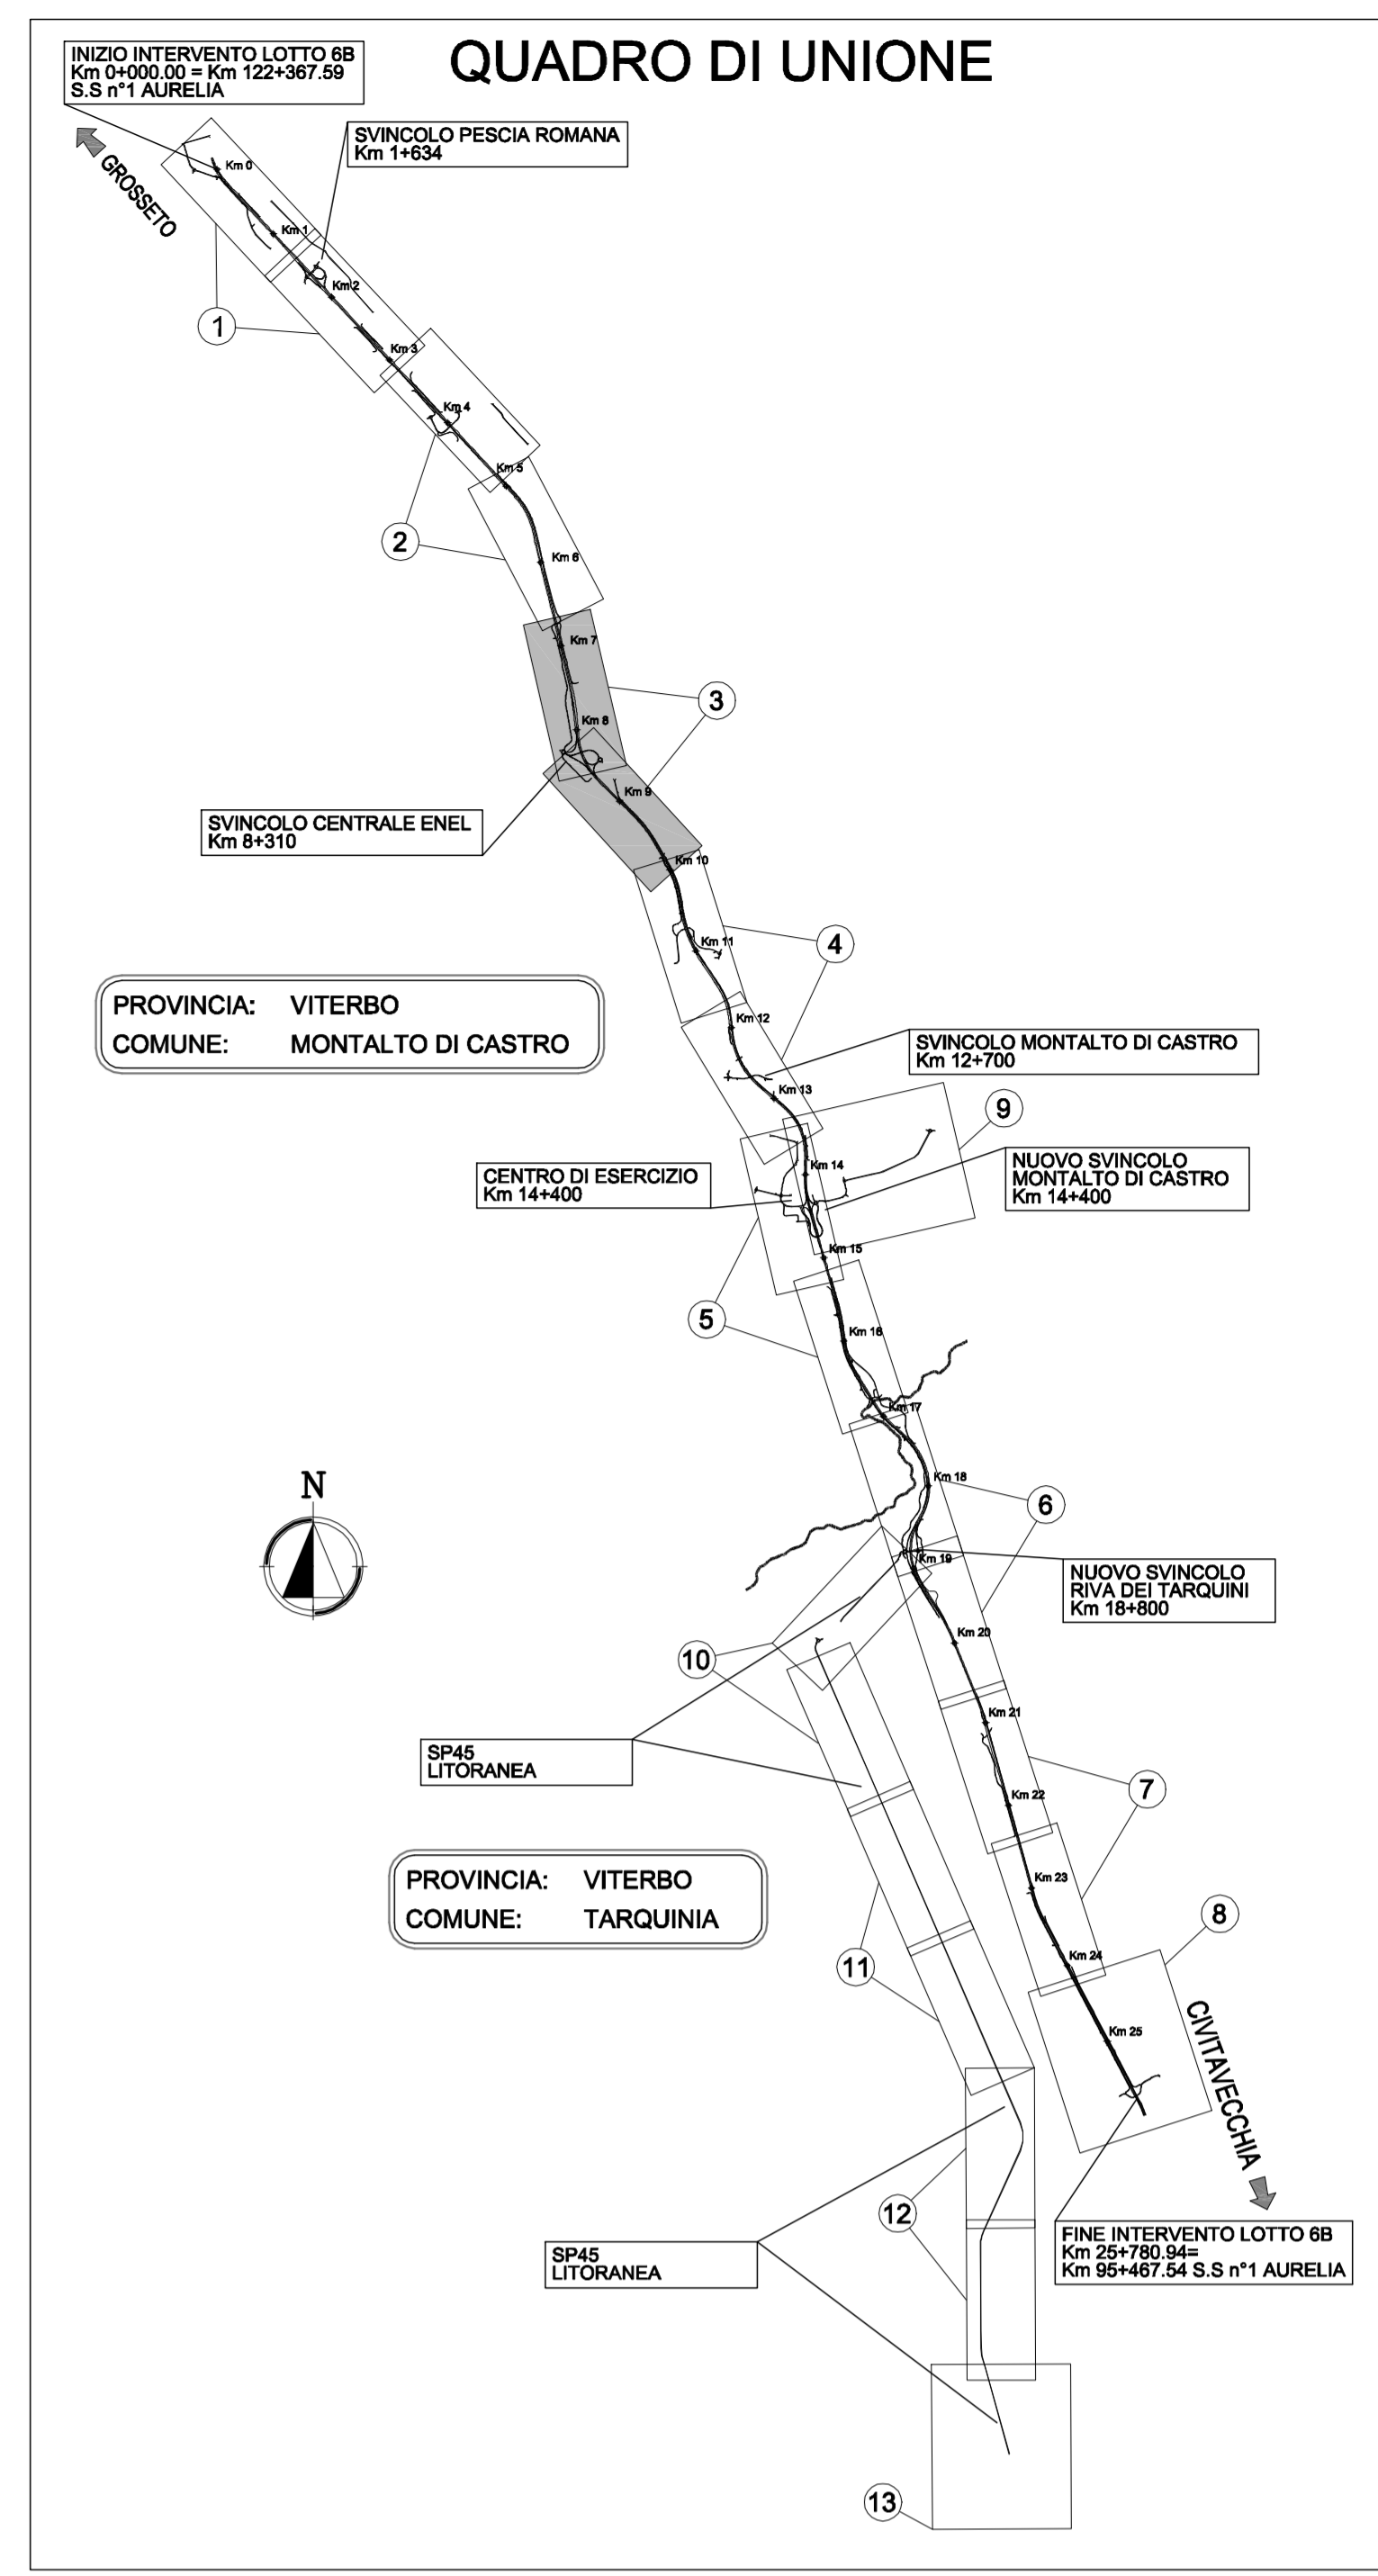 QUADRO DI UNIONE
INIZIO INTERVENTO LOTTO 6B
Km 0+000.00 = Km 122+367.59
S.S n°1 AURELIA
SVINCOLO PESCIA ROMANA
Km 1+634
GROSSETO
Km 0
Km 1
Km 2
1
Km 3
Km 4
Km 5
2
Km 6
Km 7
3
Km 8
Km 9
SVINCOLO CENTRALE ENEL
Km 8+310
Km 10
Km 11
4
PROVINCIA: VITERBO
COMUNE: MONTALTO DI CASTRO
Km 12
SVINCOLO MONTALTO DI CASTRO
Km 12+700
Km 13
9
CENTRO DI ESERCIZIO
Km 14+400
Km 14
NUOVO SVINCOLO
MONTALTO DI CASTRO
Km 14+400
Km 15
5
Km 16
Km 17
Km 18
N
6
Km 19
NUOVO SVINCOLO
RIVA DEI TARQUINI
Km 18+800
Km 20
10
Km 21
SP45
LITORANEA
7
Km 22
PROVINCIA: VITERBO
COMUNE: TARQUINIA
Km 23
8
11
Km 24
Km 25
CIVITAVECCHIA
12
FINE INTERVENTO LOTTO 6B
Km 25+780.94=
Km 95+467.54 S.S n°1 AURELIA
SP45
LITORANEA
13